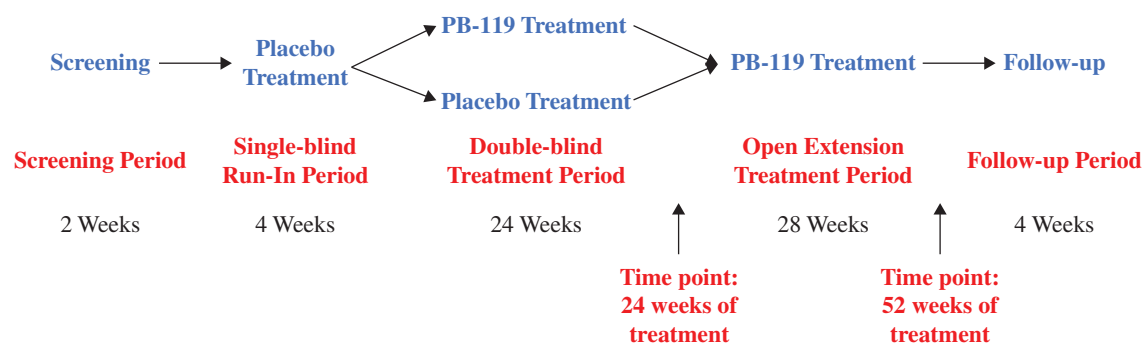 PB-119 Treatment
Screening
Placebo
Treatment
PB-119 Treatment
Follow-up
Placebo Treatment
Screening Period
Single-blind
Run-In Period
Double-blind
Treatment Period
Open Extension
Treatment Period
Follow-up Period
2 Weeks
4 Weeks
24 Weeks
28 Weeks
4 Weeks
Time point:
24 weeks of
treatment
Time point:
52 weeks of
treatment